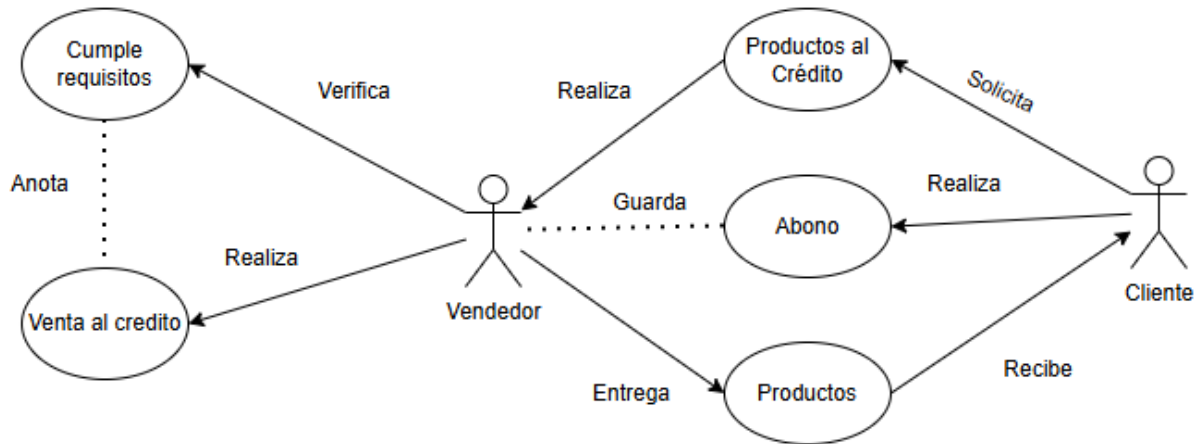 Cumple
requisitos
Verifica
Realiza
Productos al
Crédito
Solicita
Anota
Guarda
Realiza
Abono
Realiza
Venta al credito
Vendedor
Cliente
Entrega
Productos
Recibe